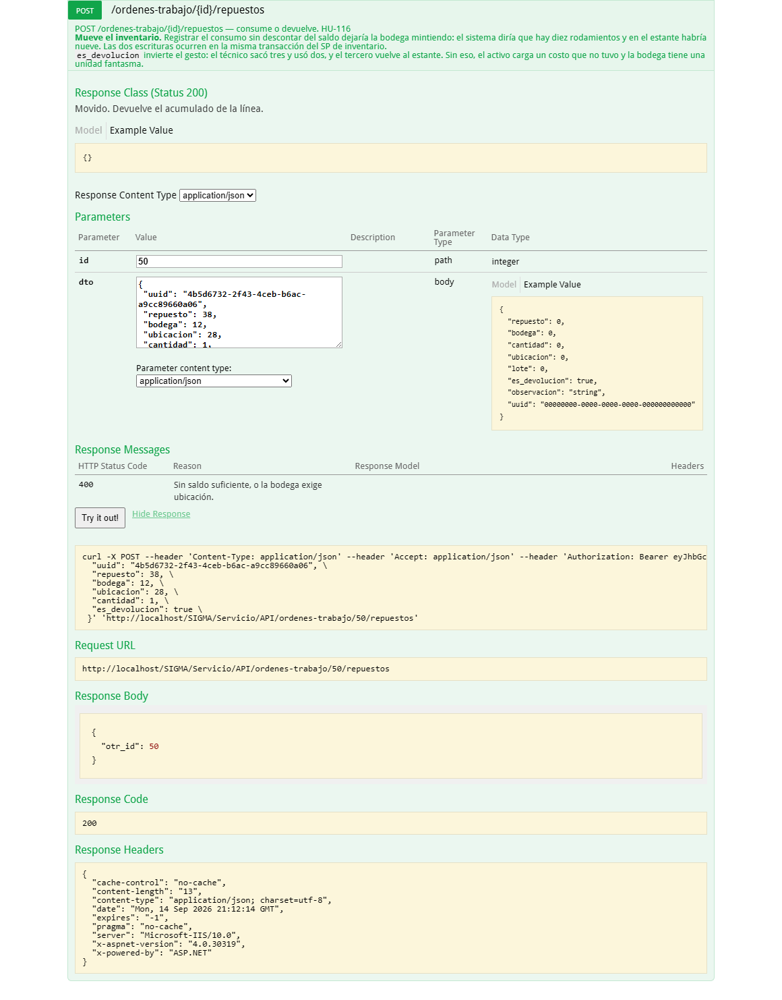 POST /ordenes-trabajo/{id}/repuestos
POST /ordenes-trabajo/{id}/repuestos — consume o devuelve. HU-116
Mueve el inventario. Registrar el consumo sin descontar del saldo dejaría la bodega mintiendo: el sistema diría que hay diez rodamientos y en el estante habría
nueve. Las dos escrituras ocurren en la misma transacción del SP de inventario.
es_devolucion invierte el gesto: el técnico sacó tres y usó dos, y el tercero vuelve al estante. Sin eso, el activo carga un costo que no tuvo y la bodega tiene una
unidad fantasma.
Response Class (Status 200)
Movido. Devuelve el acumulado de la línea.
Model Example Value
{}
Response Content Type application/json
Parameters
Parameter Value Description Parameter Type Data Type
id 50 path integer
dto body
{
"uuid": "4b5d6732-2f43-4ceb-b6ac-
a9cc89660a06",
"repuesto": 38,
"bodega": 12,
"ubicacion": 28,
"cantidad": 1,
Parameter content type:
application/json
Model Example Value
{
"repuesto": 0,
"bodega": 0,
"cantidad": 0,
"ubicacion": 0,
"lote": 0,
"es_devolucion": true,
"observacion": "string",
"uuid": "00000000-0000-0000-0000-000000000000"
}
Response Messages
HTTP Status Code Reason Response Model Headers
400 Sin saldo suficiente, o la bodega exige
ubicación.
Try it out! Hide Response
curl -X POST --header 'Content-Type: application/json' --header 'Accept: application/json' --header 'Authorization: Bearer eyJhbGc
"uuid": "4b5d6732-2f43-4ceb-b6ac-a9cc89660a06", \
"repuesto": 38, \
"bodega": 12, \
"ubicacion": 28, \
"cantidad": 1, \
"es_devolucion": true \
}' 'http://localhost/SIGMA/Servicio/API/ordenes-trabajo/50/repuestos'
Request URL
http://localhost/SIGMA/Servicio/API/ordenes-trabajo/50/repuestos
Response Body
{
"otr_id": 50
}
Response Code
200
Response Headers
{
"cache-control": "no-cache",
"content-length": "13",
"content-type": "application/json; charset=utf-8",
"date": "Mon, 14 Sep 2026 21:12:14 GMT",
"expires": "-1",
"pragma": "no-cache",
"server": "Microsoft-IIS/10.0",
"x-aspnet-version": "4.0.30319",
"x-powered-by": "ASP.NET"
}